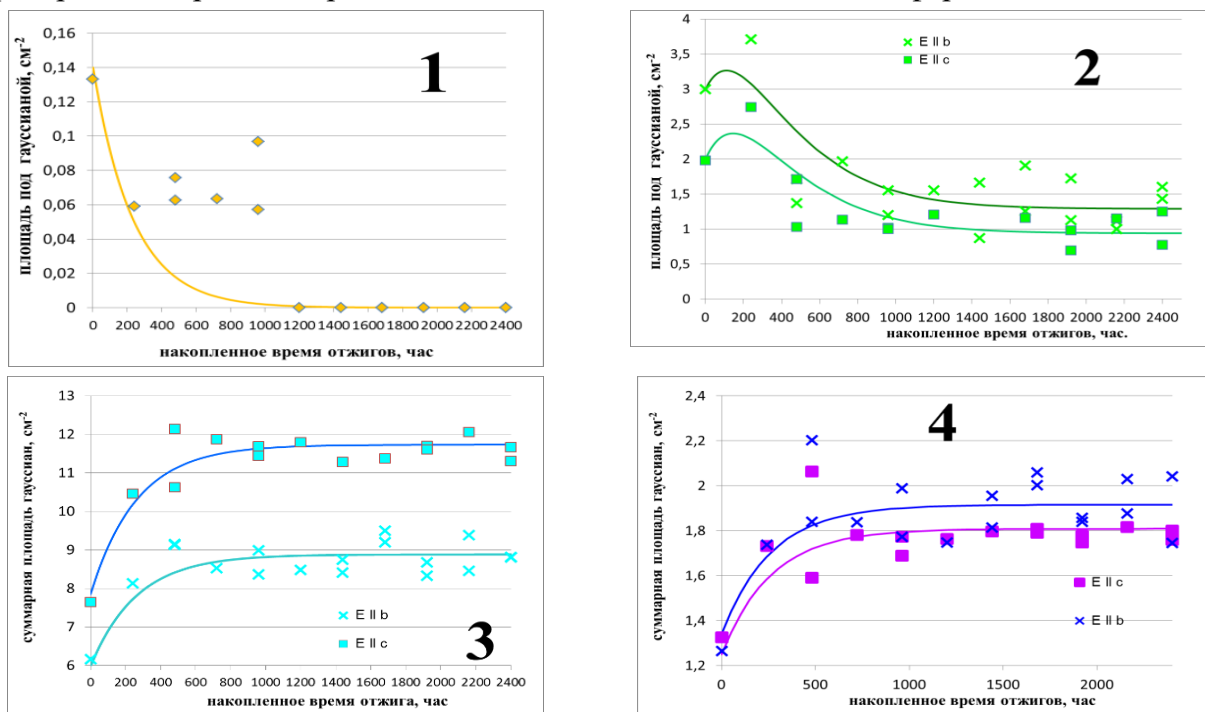 1
площадь под гауссианой, см-2
0,16
0,14
0,12
0,1
0,08
0,06
0,04
0,02
0
0 200 400 600 800 1000 1200 1400 1600 1800 2000 2200 2400
накопленное время отжигов, час
2
E ll b
E ll c
площадь под гауссианой, см-2
4
3,5
3
2,5
2
1,5
1
0,5
0
0 200 400 600 800 1000 1200 1400 1600 1800 2000 2200 2400
накопленное время отжигов, час.
суммарная площадь гауссиан, см-2
13
12
11
10
9
8
7
6
E ll b
E ll c
3
0 200 400 600 800 1000 1200 1400 1600 1800 2000 2200 2400
накопленное время отжига, час
4
суммарная площадь гауссиан, см-2
2,4
2,2
2
1,8
1,6
1,4
1,2
E ll c
E ll b
0 500 1000 1500 2000
накопленное время отжигов, час